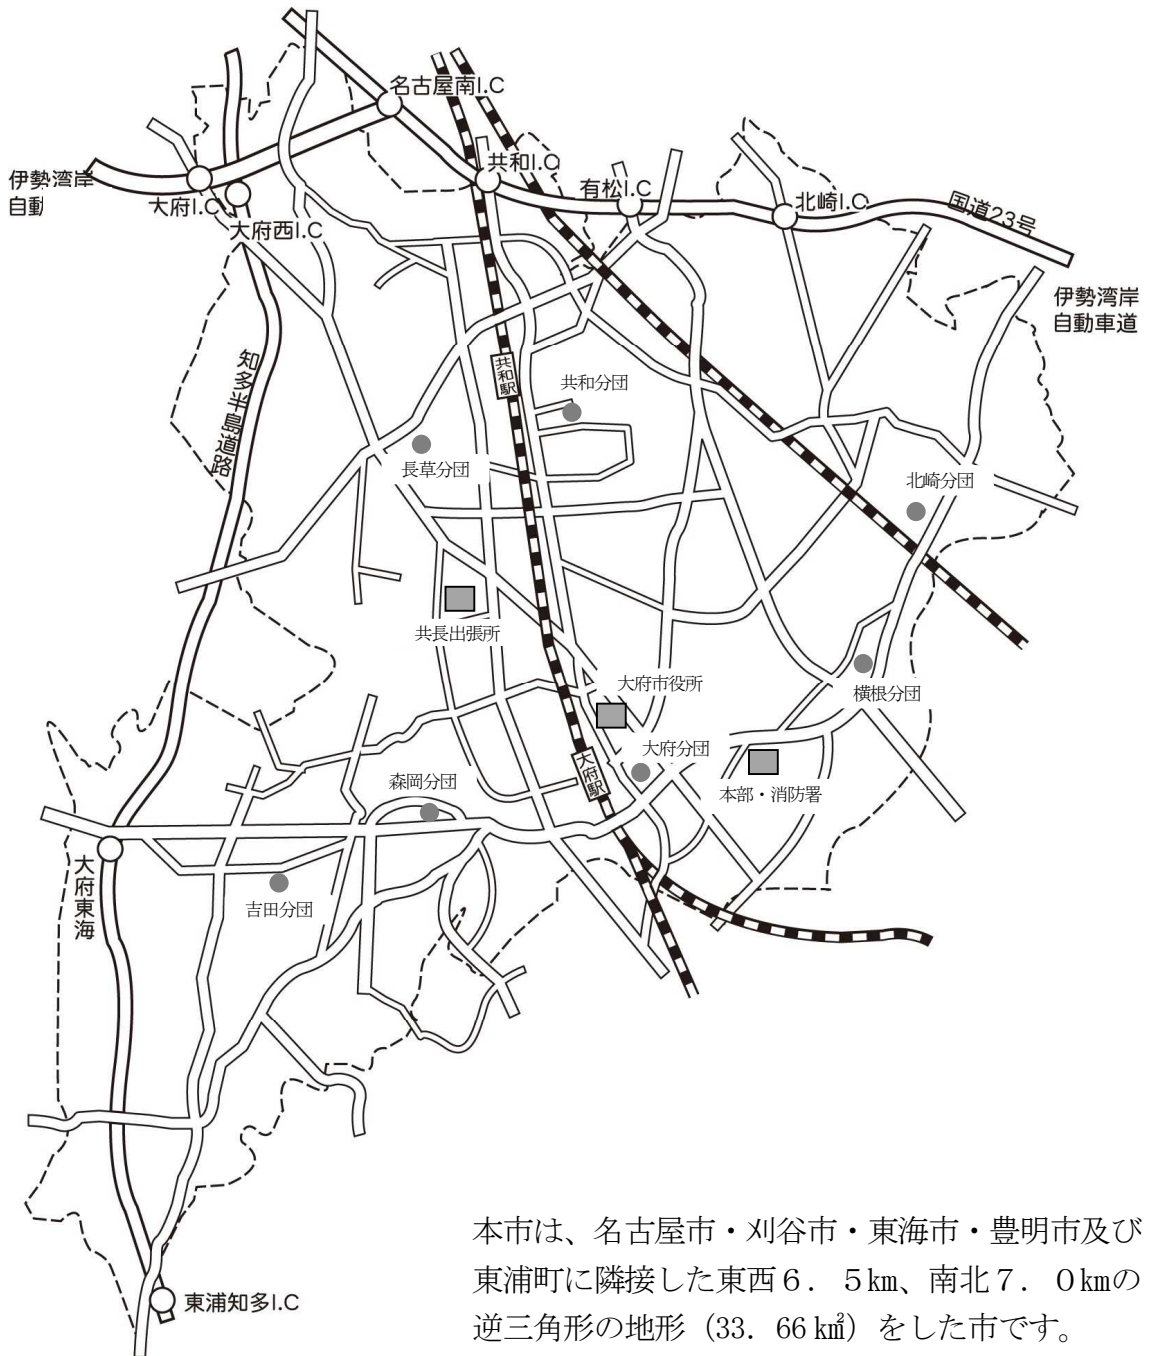 名古屋南I.C
共和I.C
伊勢湾岸
自動
大府I.C
有松I.C
北崎I.C
国道23号
大府西I.C
伊勢湾岸
自動車道
知多半島道路
共和駅
共和分団
長草分団
北崎分団
共長出張所
大府市役所
横根分団
大府分団
大府駅
森岡分団
本部・消防署
大府東海
吉田分団
東浦知多I.C
本市は、名古屋市・刈谷市・東海市・豊明市及び
東浦町に隣接した東西６．５㎞、南北７．０㎞の
逆三角形の地形（33．66㎢）をした市です。